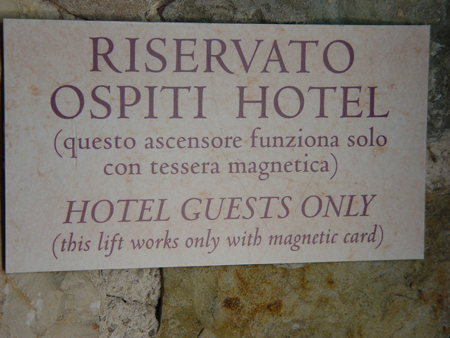 RISERVATO
OSPITI HOTEL
(questo ascensore funziona solo
con tessera magnetica)
HOTEL GUESTS ONLY
(this lift works only with magnetic card)